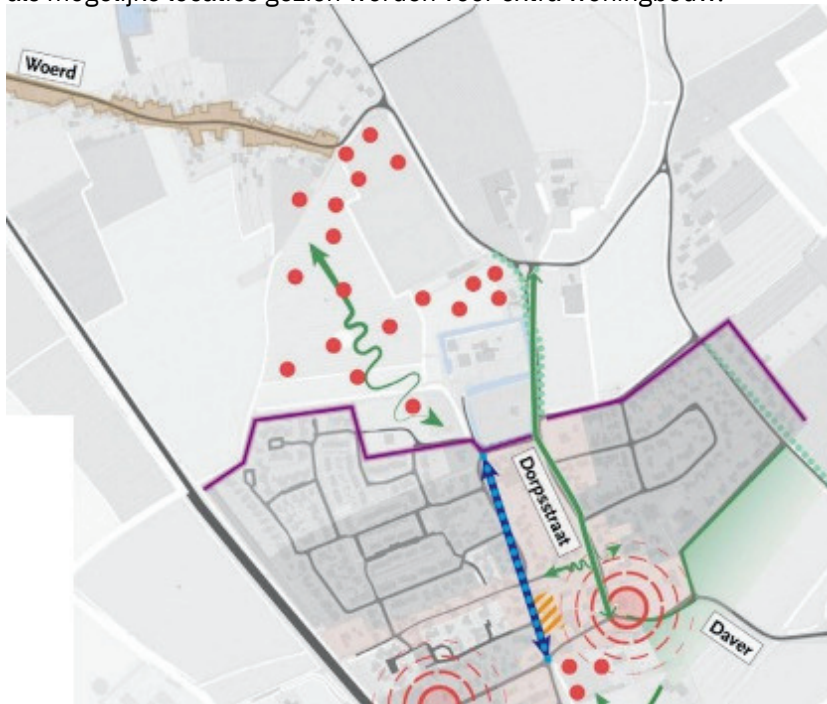 als mogelijke locaties gezien worden voor extra woningbouw.
Woerd
Dorpsstraat
Daver